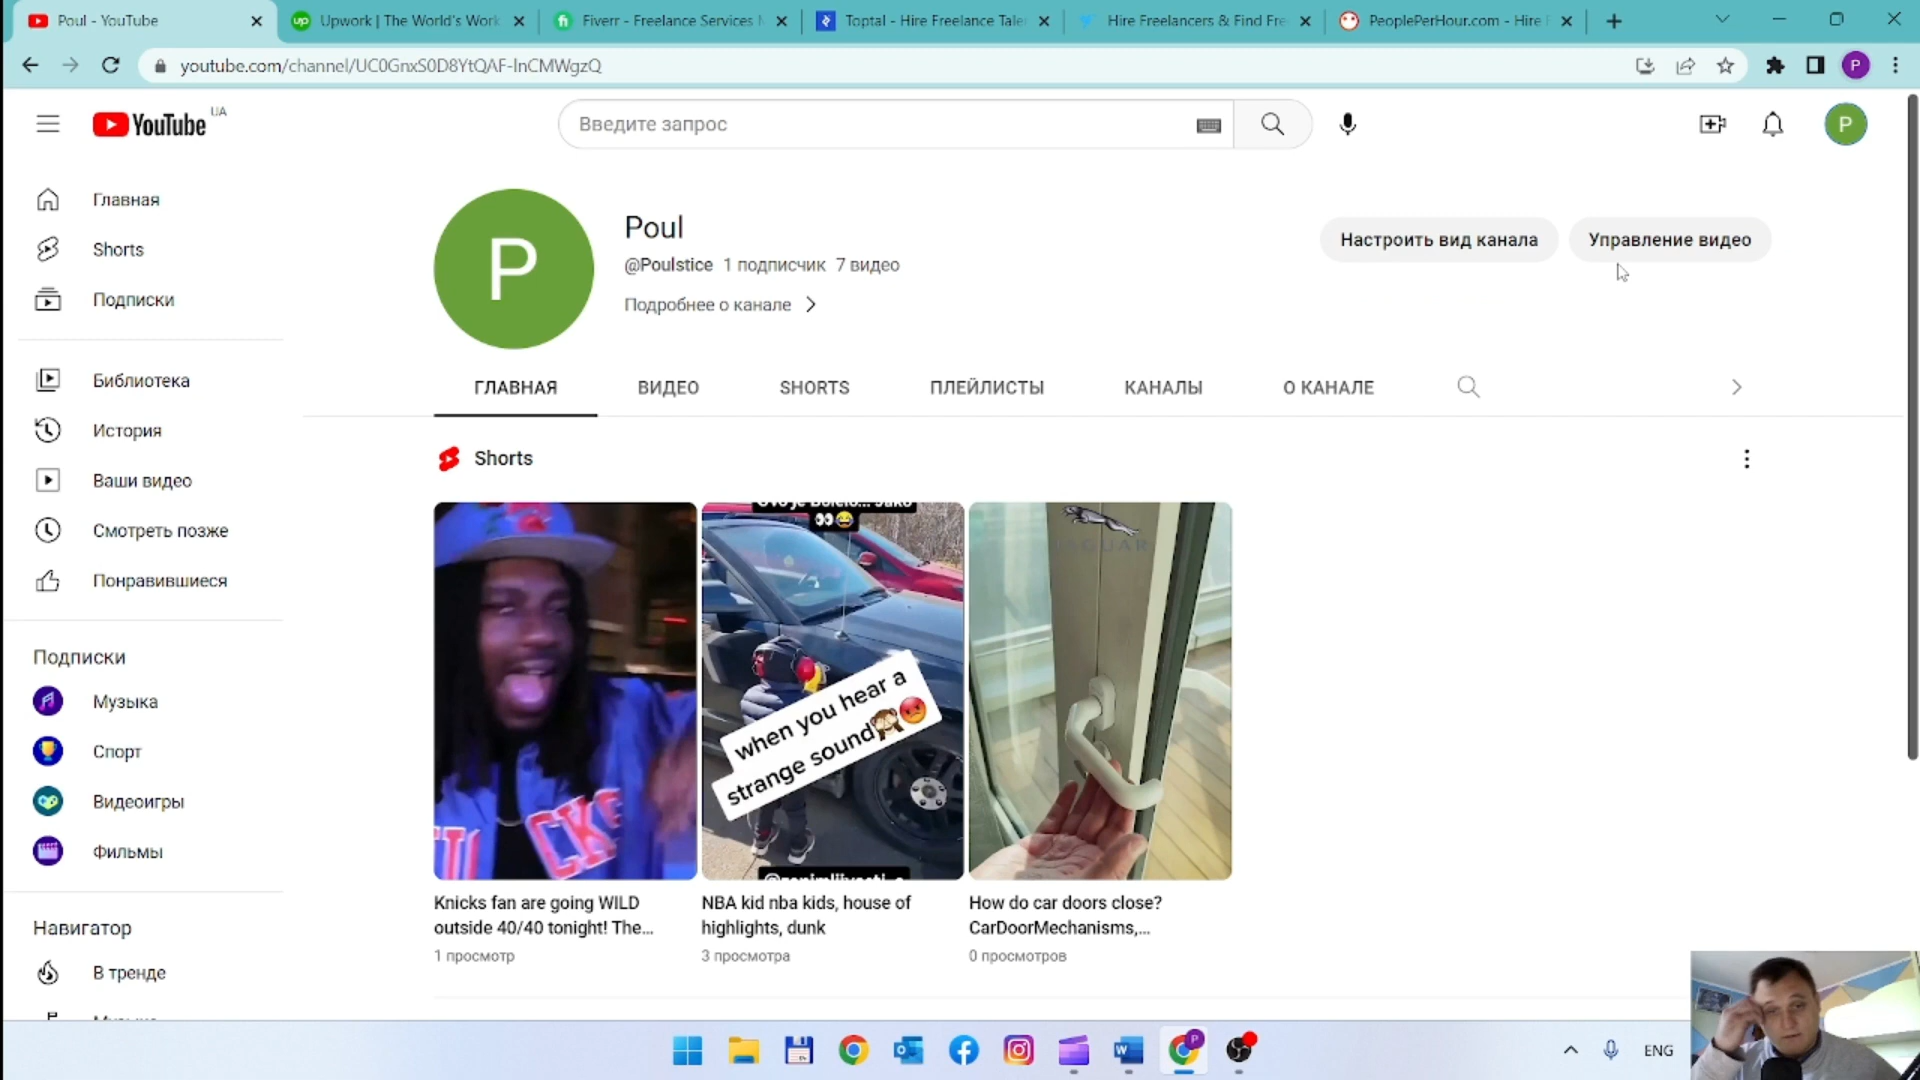 Poul - YouTube
Upwork | The World's Work
Fiverr - Freelance Services
Toptal - Hire Freelance Tale
Hire Freelancers & Find Fre
PeoplePerHour.com - Hire
youtube.com/channel/UC0GnxS0D8YtQAF-lnCMWgzQ
P
YouTube
UA
Введите запрос
P
Главная
Shorts
Подписки
Библиотека
История
Ваши видео
Смотреть позже
Понравившиеся
Подписки
Музыка
Спорт
Видеоигры
Фильмы
Навигатор
В тренде
P
Poul
@Poulstice 1 подписчик 7 видео
Подробнее о канале
Настроить вид канала
Управление видео
ГЛАВНАЯ
ВИДЕО
SHORTS
ПЛЕЙЛИСТЫ
КАНАЛЫ
О КАНАЛЕ
Shorts
when you hear a
strange sound
JAGUAR
Knicks fan are going WILD
outside 40/40 tonight! The...
1 просмотр
NBA kid nba kids, house of
highlights, dunk
3 просмотра
How do car doors close?
CarDoorMechanisms,...
0 просмотров
ENG